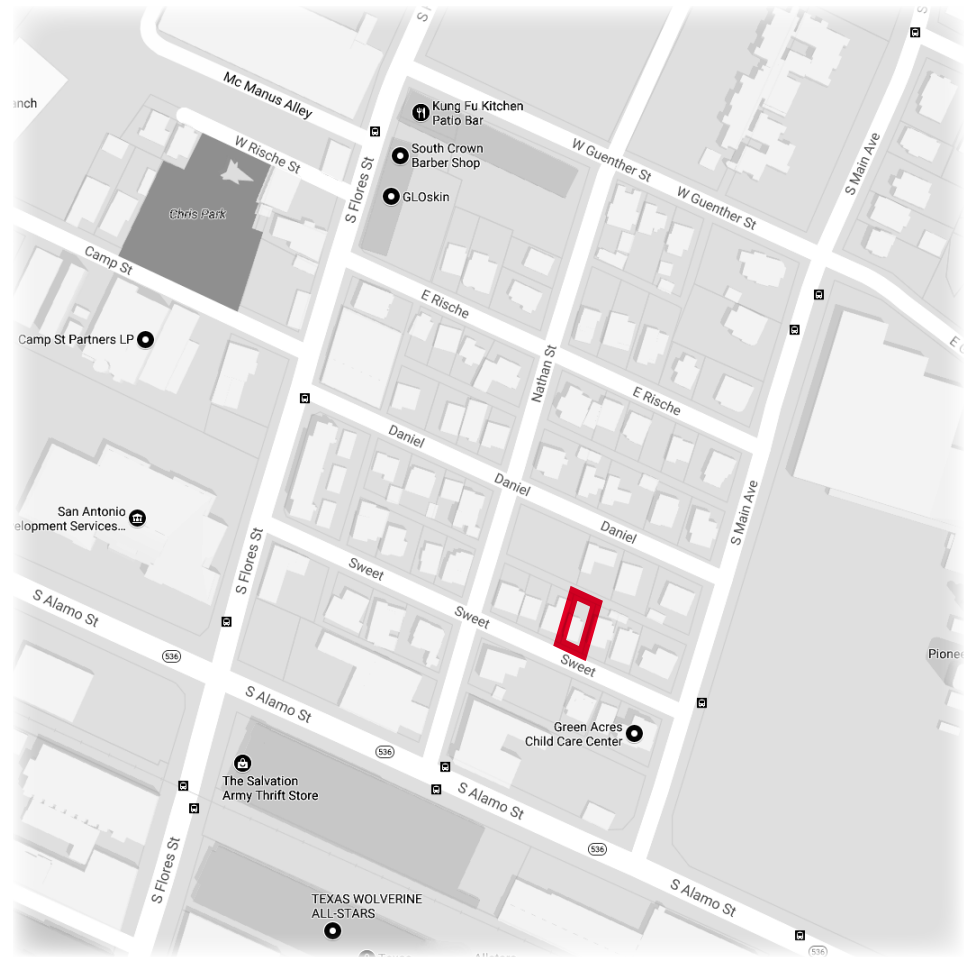 S
S
Mc Manus Alley
anch
Kung Fu Kitchen
Patio Bar
W Rische St
South Crown
Barber Shop
W Guenther St
S Main Ave
S Flores St
GLOskin
W Guenther St
Chris Park
Camp St
E Rische
Camp St Partners LP
E
Nathan St
E Rische
Daniel
Daniel
San Antonio
elopment Services...
S Main Ave
Daniel
S Flores St
Sweet
Sweet
S Alamo St
536
Sweet
Pionee
S Alamo St
Green Acres
Child Care Center
536
The Salvation
Army Thrift Store
S Alamo St
536
S Flores St
S Alamo St
TEXAS WOLVERINE
ALL-STARS
536